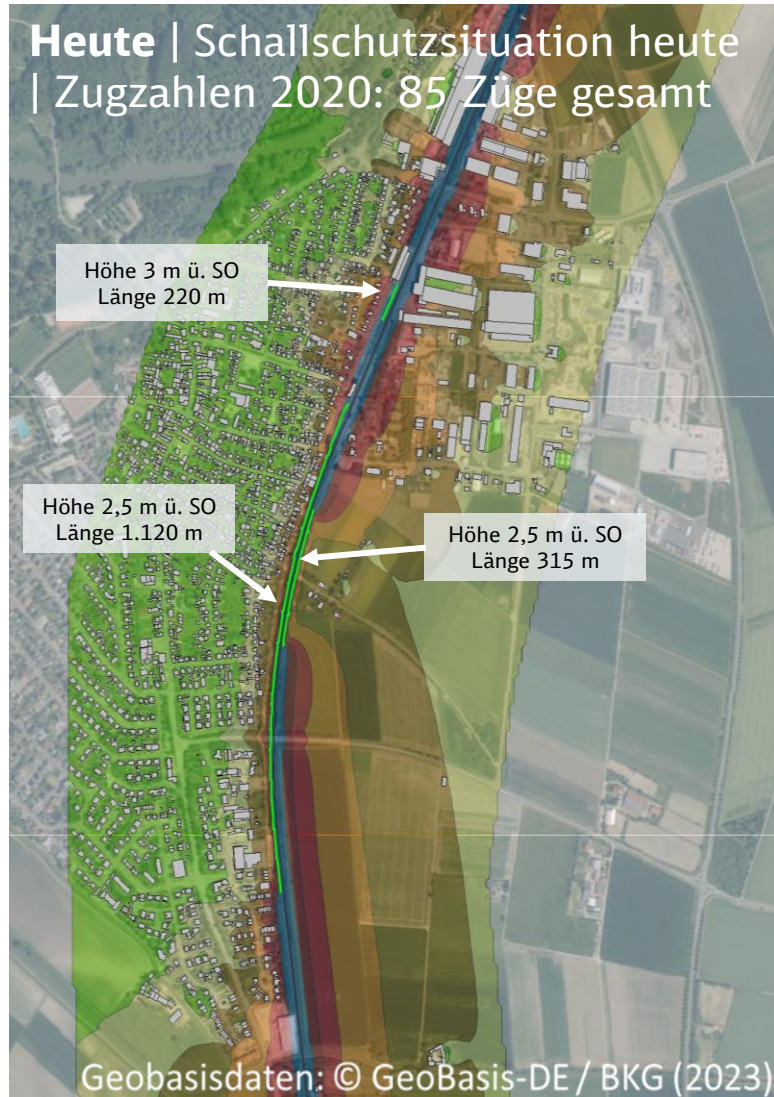 Heute | Schallschutzsituation heute
| Zugzahlen 2020: 85 Züge gesamt
Höhe 3 m ü. SO
Länge 220 m
Höhe 2,5 m ü. SO
Länge 1.120 m
Höhe 2,5 m ü. SO
Länge 315 m
Geobasisdaten: © GeoBasis-DE / BKG (2023)